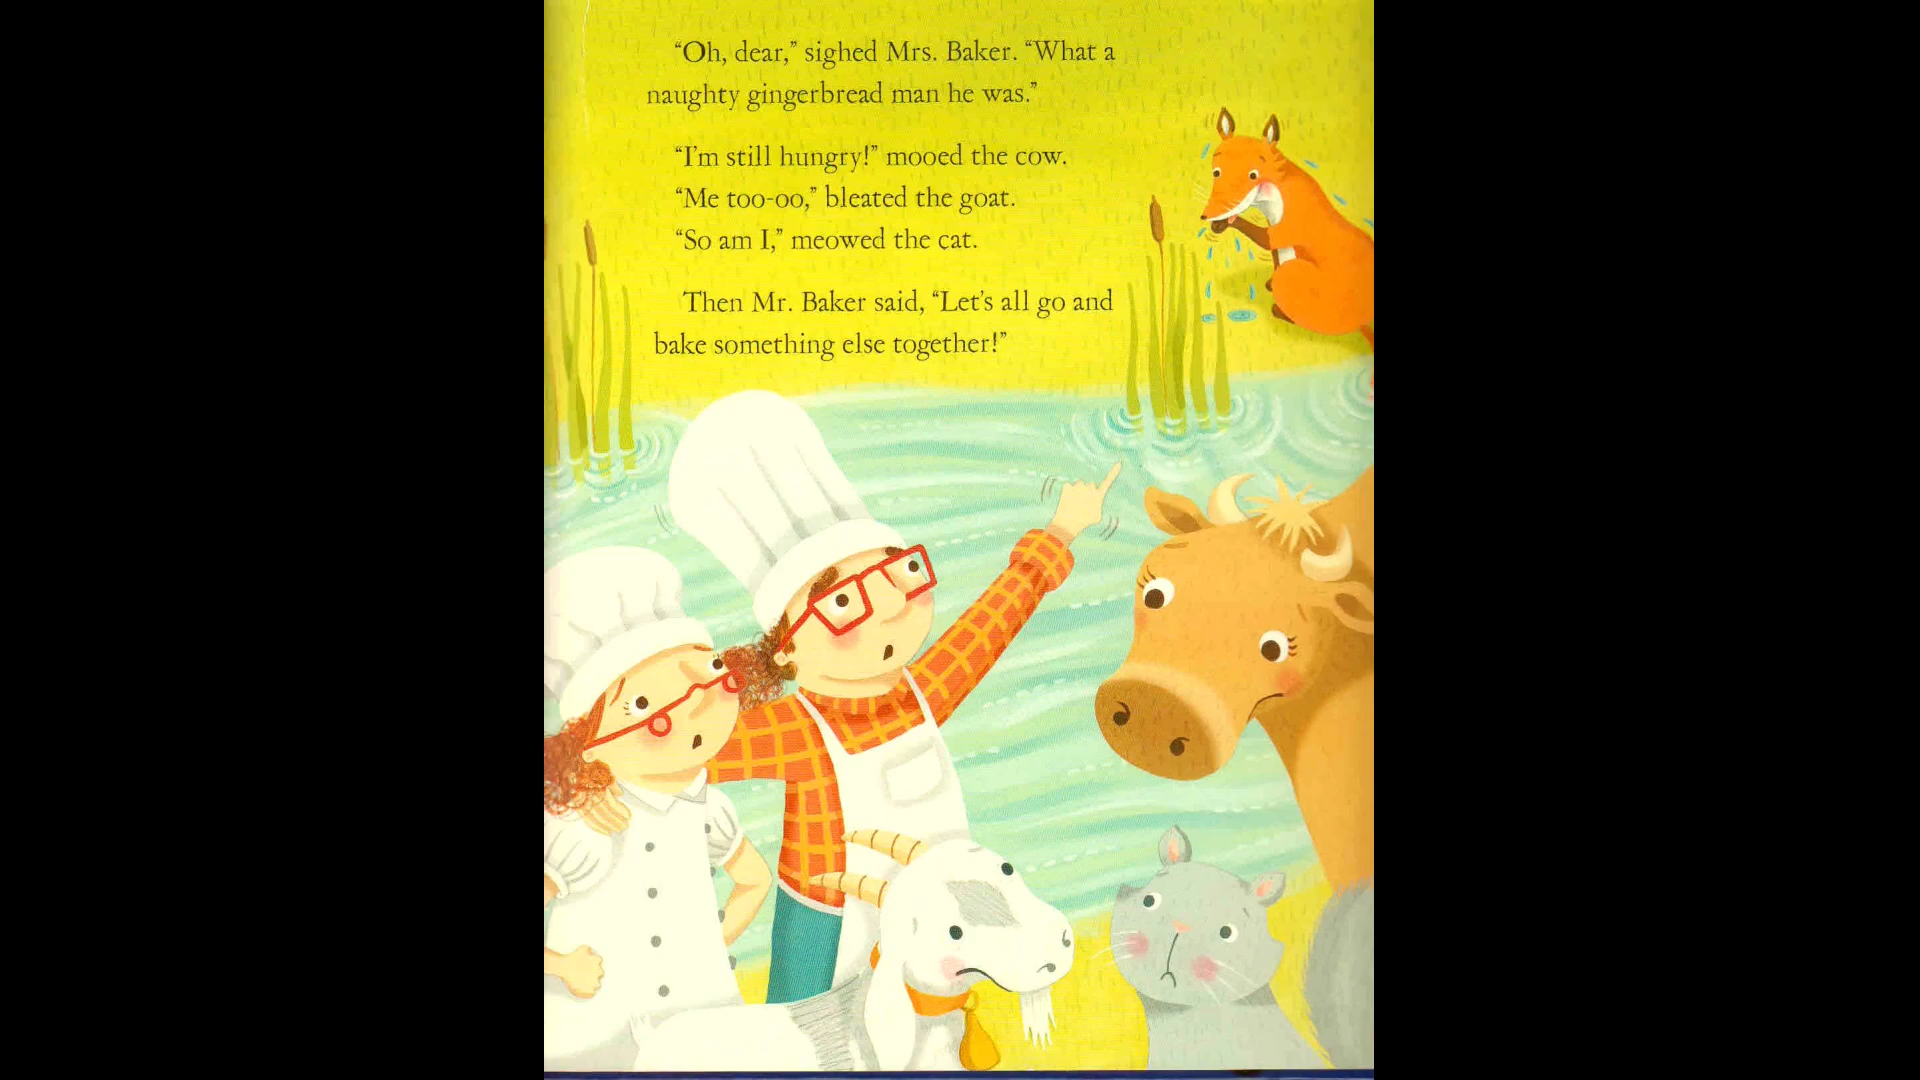 “Oh, dear,” sighed Mrs. Baker. “What a
naughty gingerbread man he was.”
“I’m still hungry!” mooed the cow.
“Me too-oo,” bleated the goat.
“So am I,” meowed the cat.
Then Mr. Baker said, “Let’s all go and
bake something else together!”